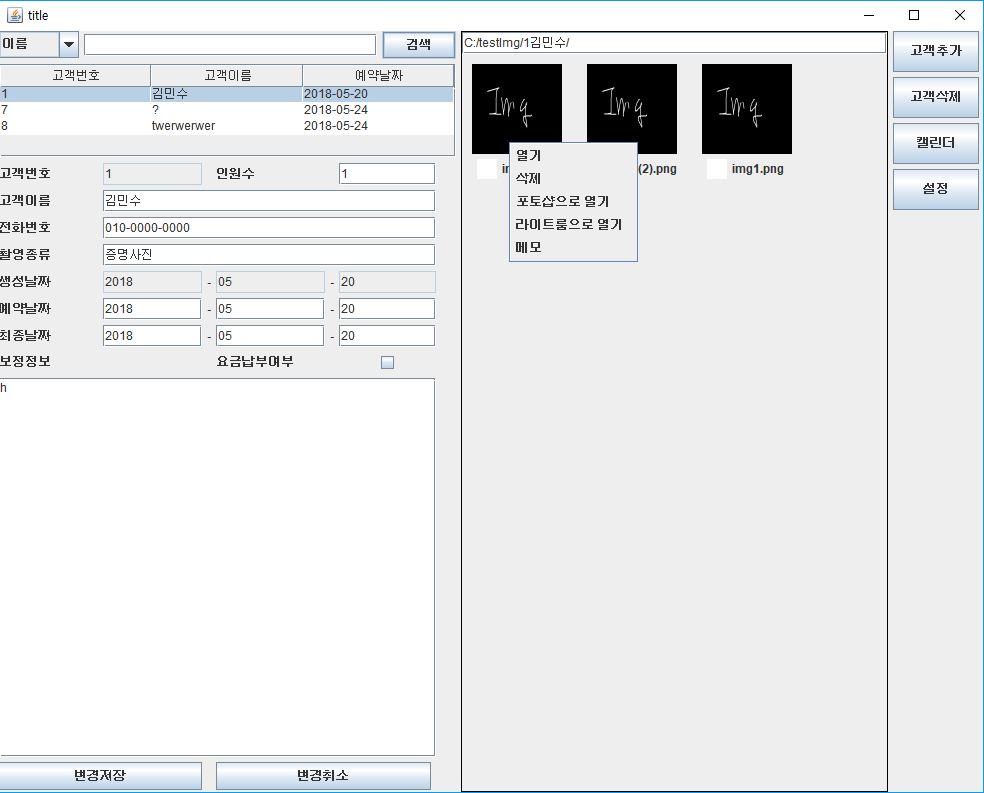 title
이름
검색
고객번호 고객이름 예약날짜
1 김민수 2018-05-20
7 ? 2018-05-24
8 twerwerwer 2018-05-24
고객번호 1 인원수 1
고객이름 김민수
전화번호 010-0000-0000
촬영종류 증명사진
생성날짜 2018 - 05 - 20
예약날짜 2018 - 05 - 20
최종날짜 2018 - 05 - 20
보정정보 요금납부여부
h
변경저장 변경취소
C:/testImg/1김민수/
Img Img Img
(2).png img1.png
열기
삭제
포토샵으로 열기
라이트룸으로 열기
메모
고객추가
고객삭제
캘린더
설정